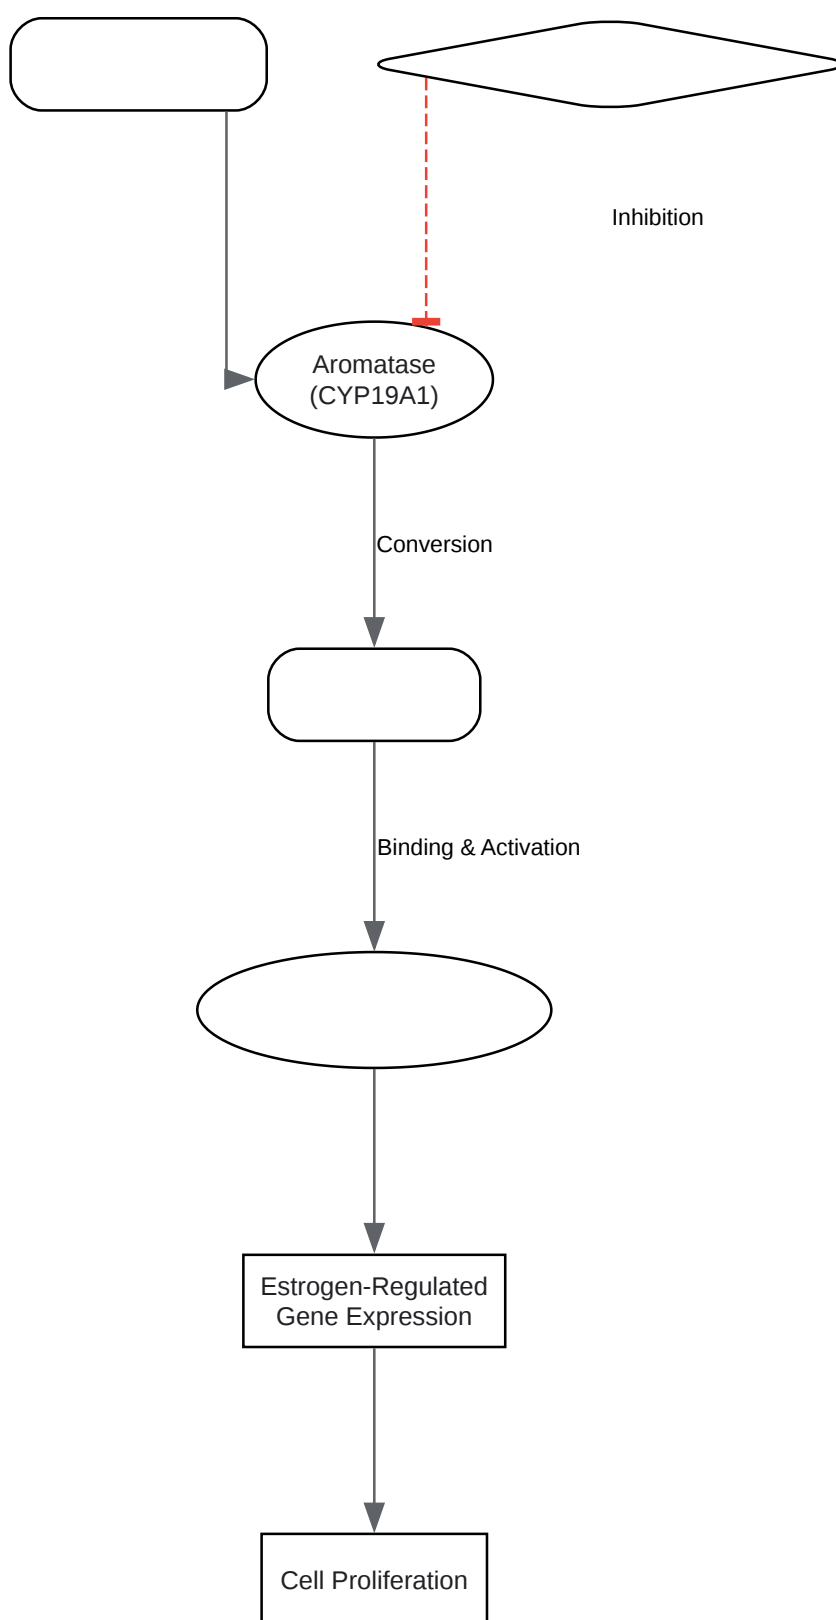 Inhibition
Aromatase
(CYP19A1)
Conversion
Binding & Activation
Estrogen-Regulated
Gene Expression
Cell Proliferation